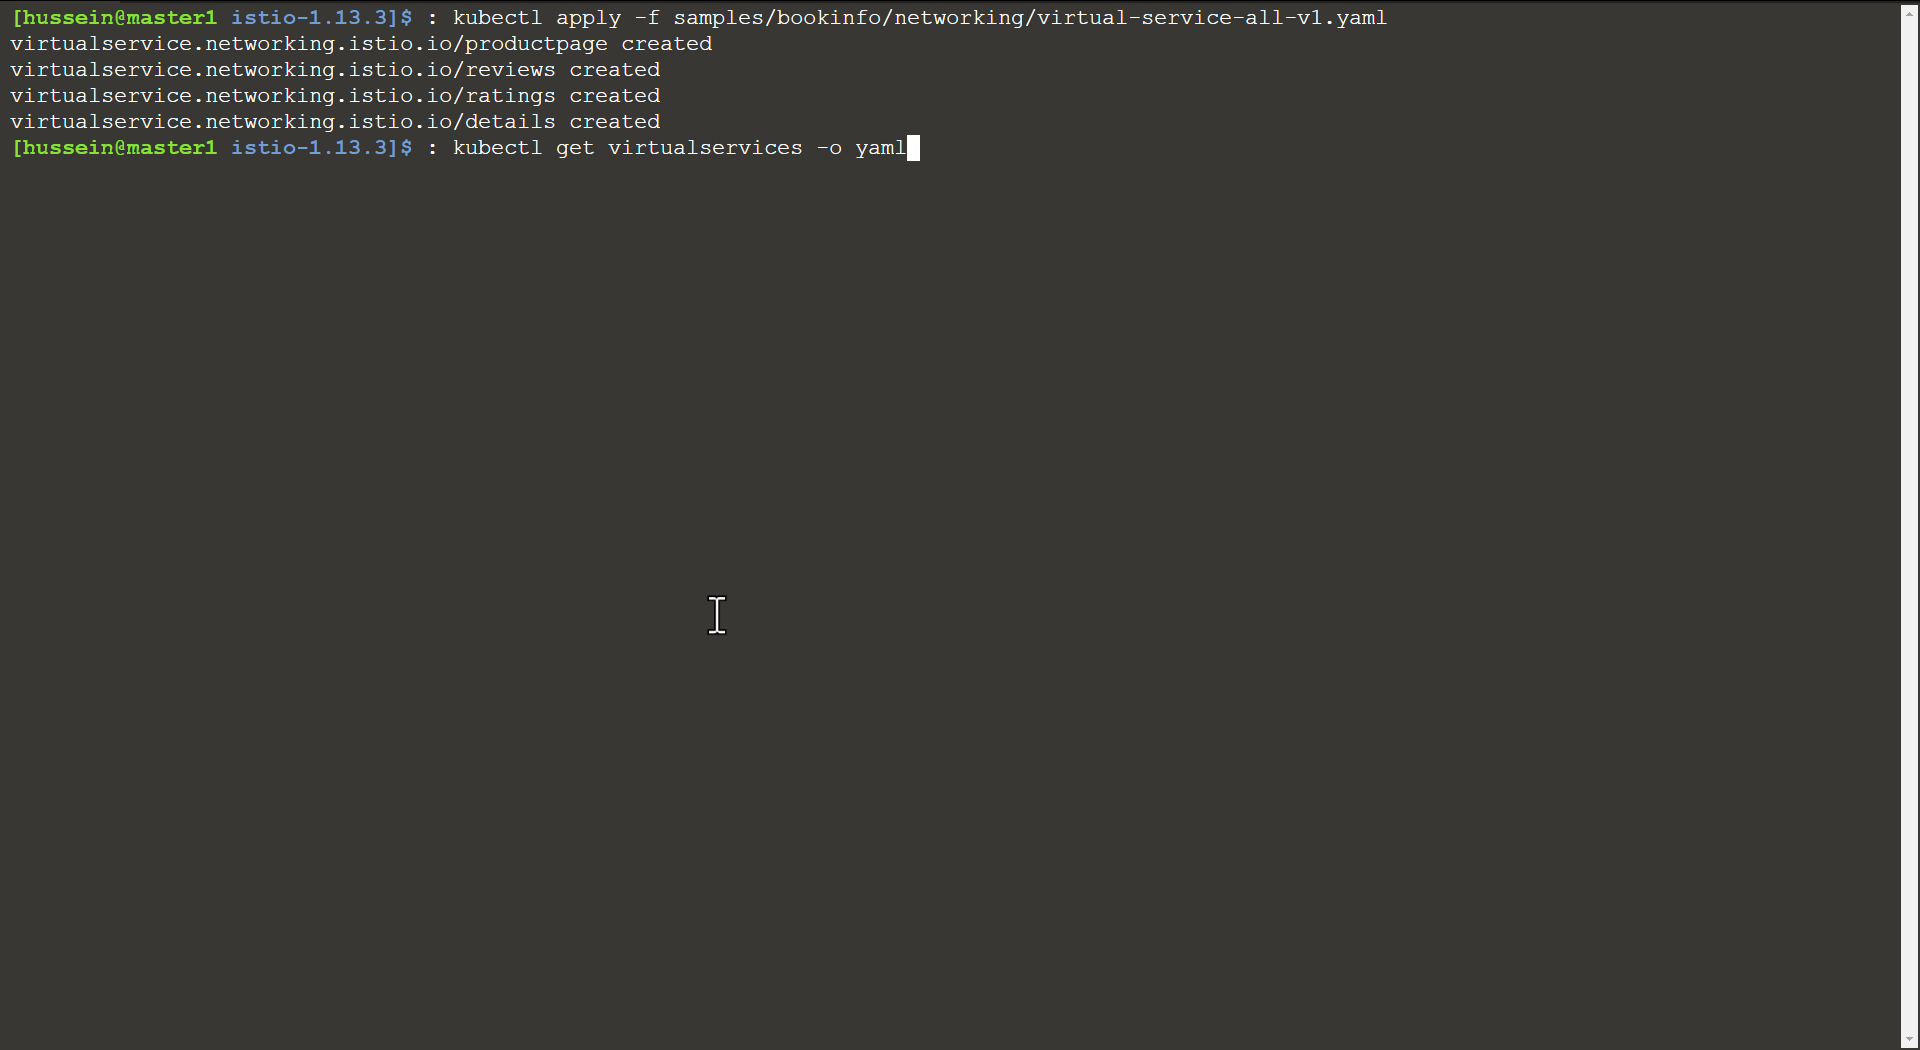 [hussein@master1 istio-1.13.3]$ : kubectl apply -f samples/bookinfo/networking/virtual-service-all-v1.yaml
virtualservice.networking.istio.io/productpage created
virtualservice.networking.istio.io/reviews created
virtualservice.networking.istio.io/ratings created
virtualservice.networking.istio.io/details created
[hussein@master1 istio-1.13.3]$ : kubectl get virtualservices -o yaml